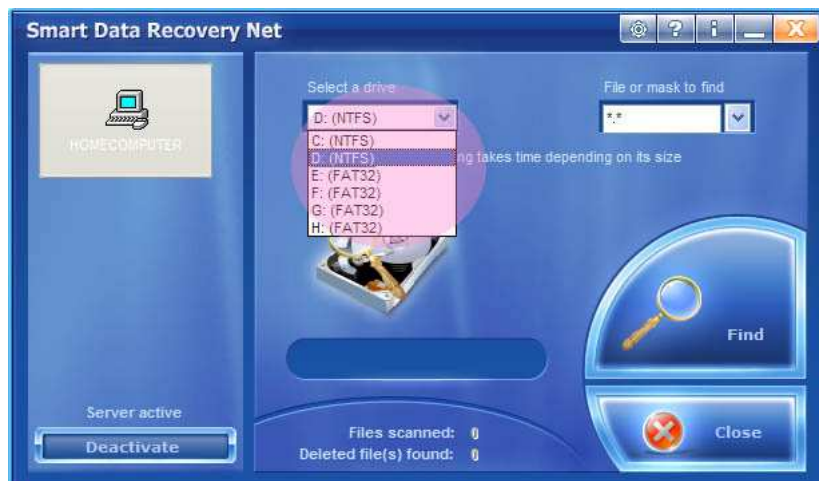 Smart Data Recovery Net
?
i
X
HOMECOMPUTER
Select a drive
File or mask to find
D: (NTFS)
*.*
C: (NTFS)
D: (NTFS)
E: (FAT32)
F: (FAT32)
G: (FAT32)
H: (FAT32)
takes time depending on its size
Find
Server active
Deactivate
Files scanned: 0
Deleted file(s) found: 0
Close